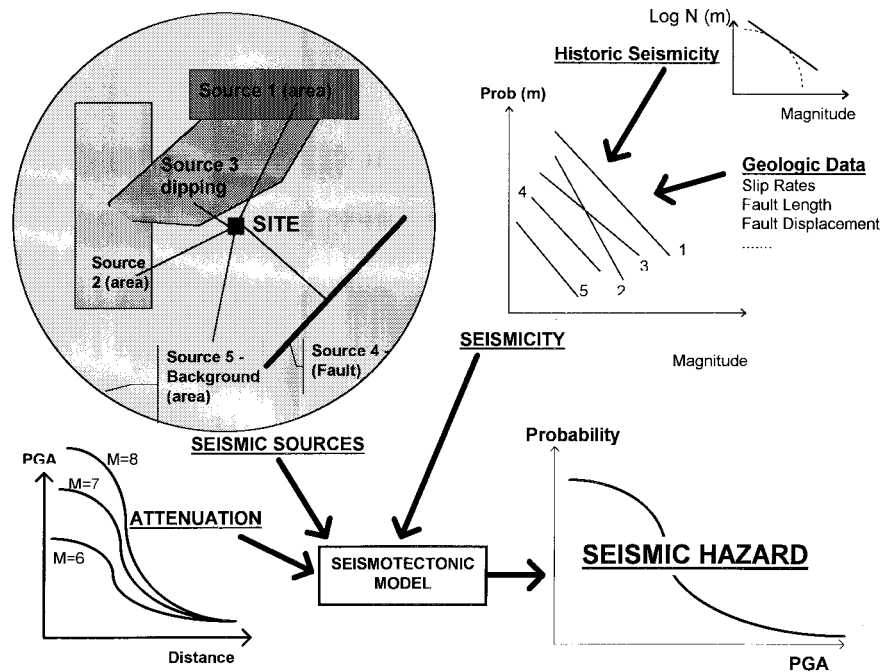 Log N (m)
Historic Seismicity
Magnitude
Prob (m)
Geologic Data
Slip Rates
Fault Length
Fault Displacement
.......
4
1
3
2
5
SEISMICITY
Magnitude
Source 1 (area)
Source 3
dipping
SITE
Source
2 (area)
Source 5 -
Background
(area)
Source 4 -
(Fault)
SEISMIC SOURCES
PGA
M=8
M=7
M=6
ATTENUATION
Distance
SEISMOTECTONIC
MODEL
Probability
SEISMIC HAZARD
PGA